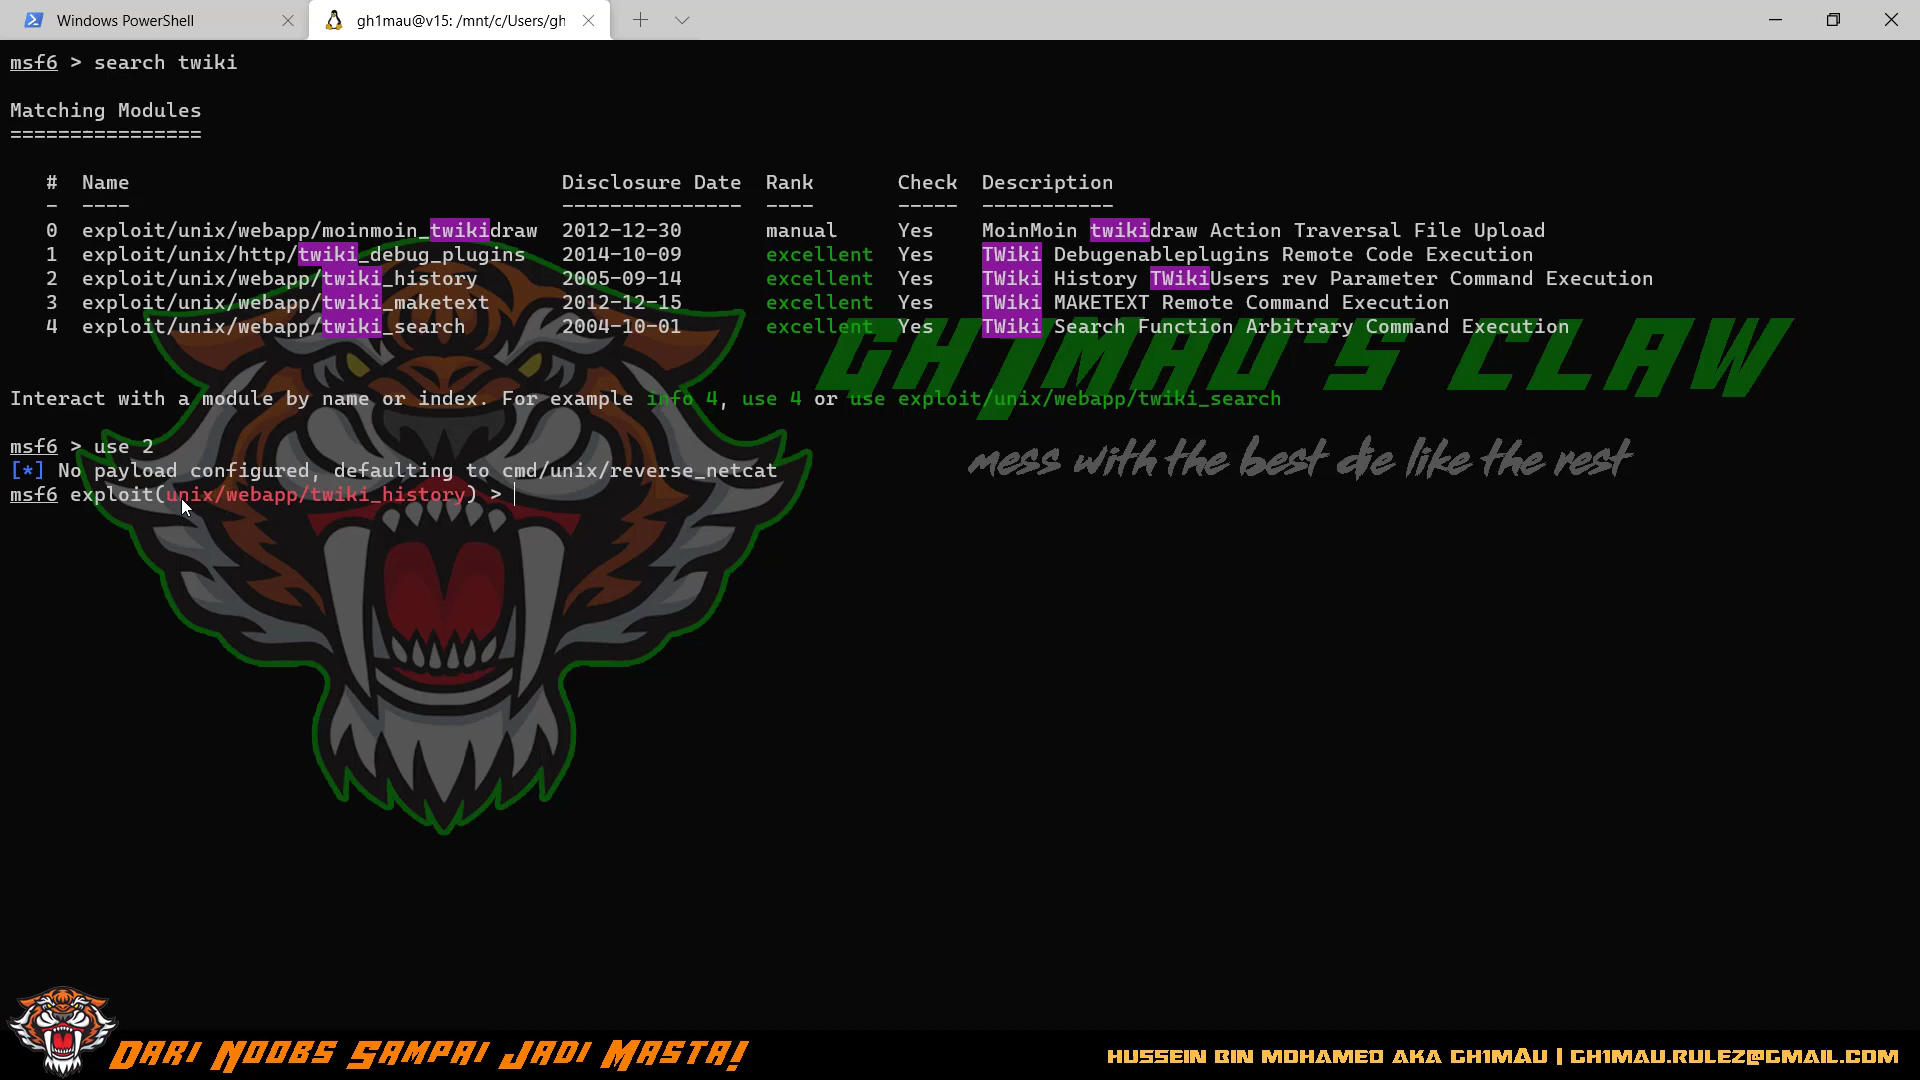 Windows PowerShell
gh1mau@v15: /mnt/c/Users/gh
msf6 > search twiki
Matching Modules
================
#  Name                                     Disclosure Date  Rank       Check  Description
-  ----                                     ---------------  ----       -----  -----------
0  exploit/unix/webapp/moinmoin_twikidraw  2012-12-30       manual     Yes    MoinMoin twikidraw Action Traversal File Upload
1  exploit/unix/http/twiki_debug_plugins   2014-10-09       excellent  Yes    TWiki Debugenableplugins Remote Code Execution
2  exploit/unix/webapp/twiki_history       2005-09-14       excellent  Yes    TWiki History TWikiUsers rev Parameter Command Execution
3  exploit/unix/webapp/twiki_maketext      2012-12-15       excellent  Yes    TWiki MAKETEXT Remote Command Execution
4  exploit/unix/webapp/twiki_search        2004-10-01       excellent  Yes    TWiki Search Function Arbitrary Command Execution
GH1MAU'S CLAW
Interact with a module by name or index. For example info 4, use 4 or use exploit/unix/webapp/twiki_search
msf6 > use 2
mess with the best die like the rest
[*] No payload configured, defaulting to cmd/unix/reverse_netcat
msf6 exploit(unix/webapp/twiki_history) >
DARI NOOBS SAMPAI JADI MASTA!
HUSSEIN BIN MOHAMED AKA GH1MAU | GH1MAU.RULEZ@GMAIL.COM